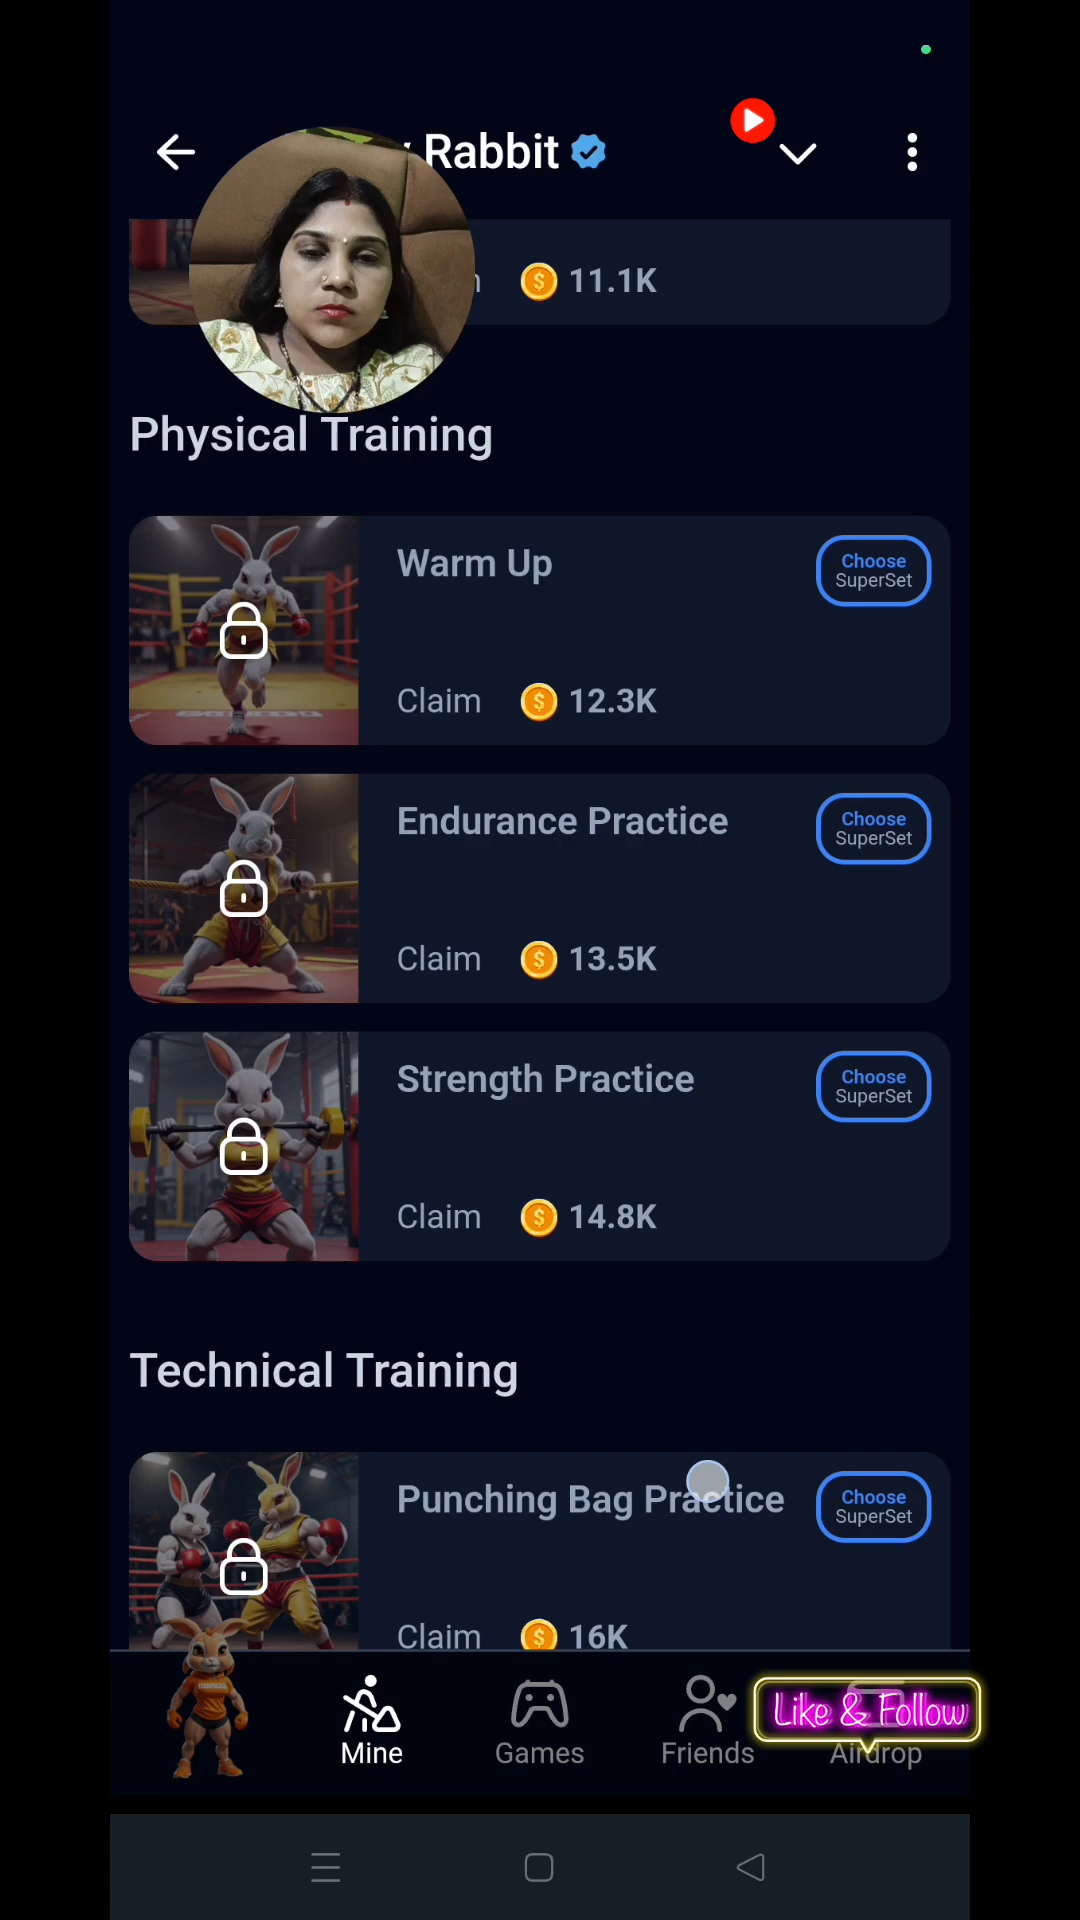 Rabbit
11.1K
Physical Training
Warm Up
Choose
SuperSet
Claim 12.3K
Endurance Practice
Choose
SuperSet
Claim 13.5K
Strength Practice
Choose
SuperSet
Claim 14.8K
Technical Training
Punching Bag Practice
Choose
SuperSet
Claim 16K
Like & Follow
Mine Games Friends Airdrop